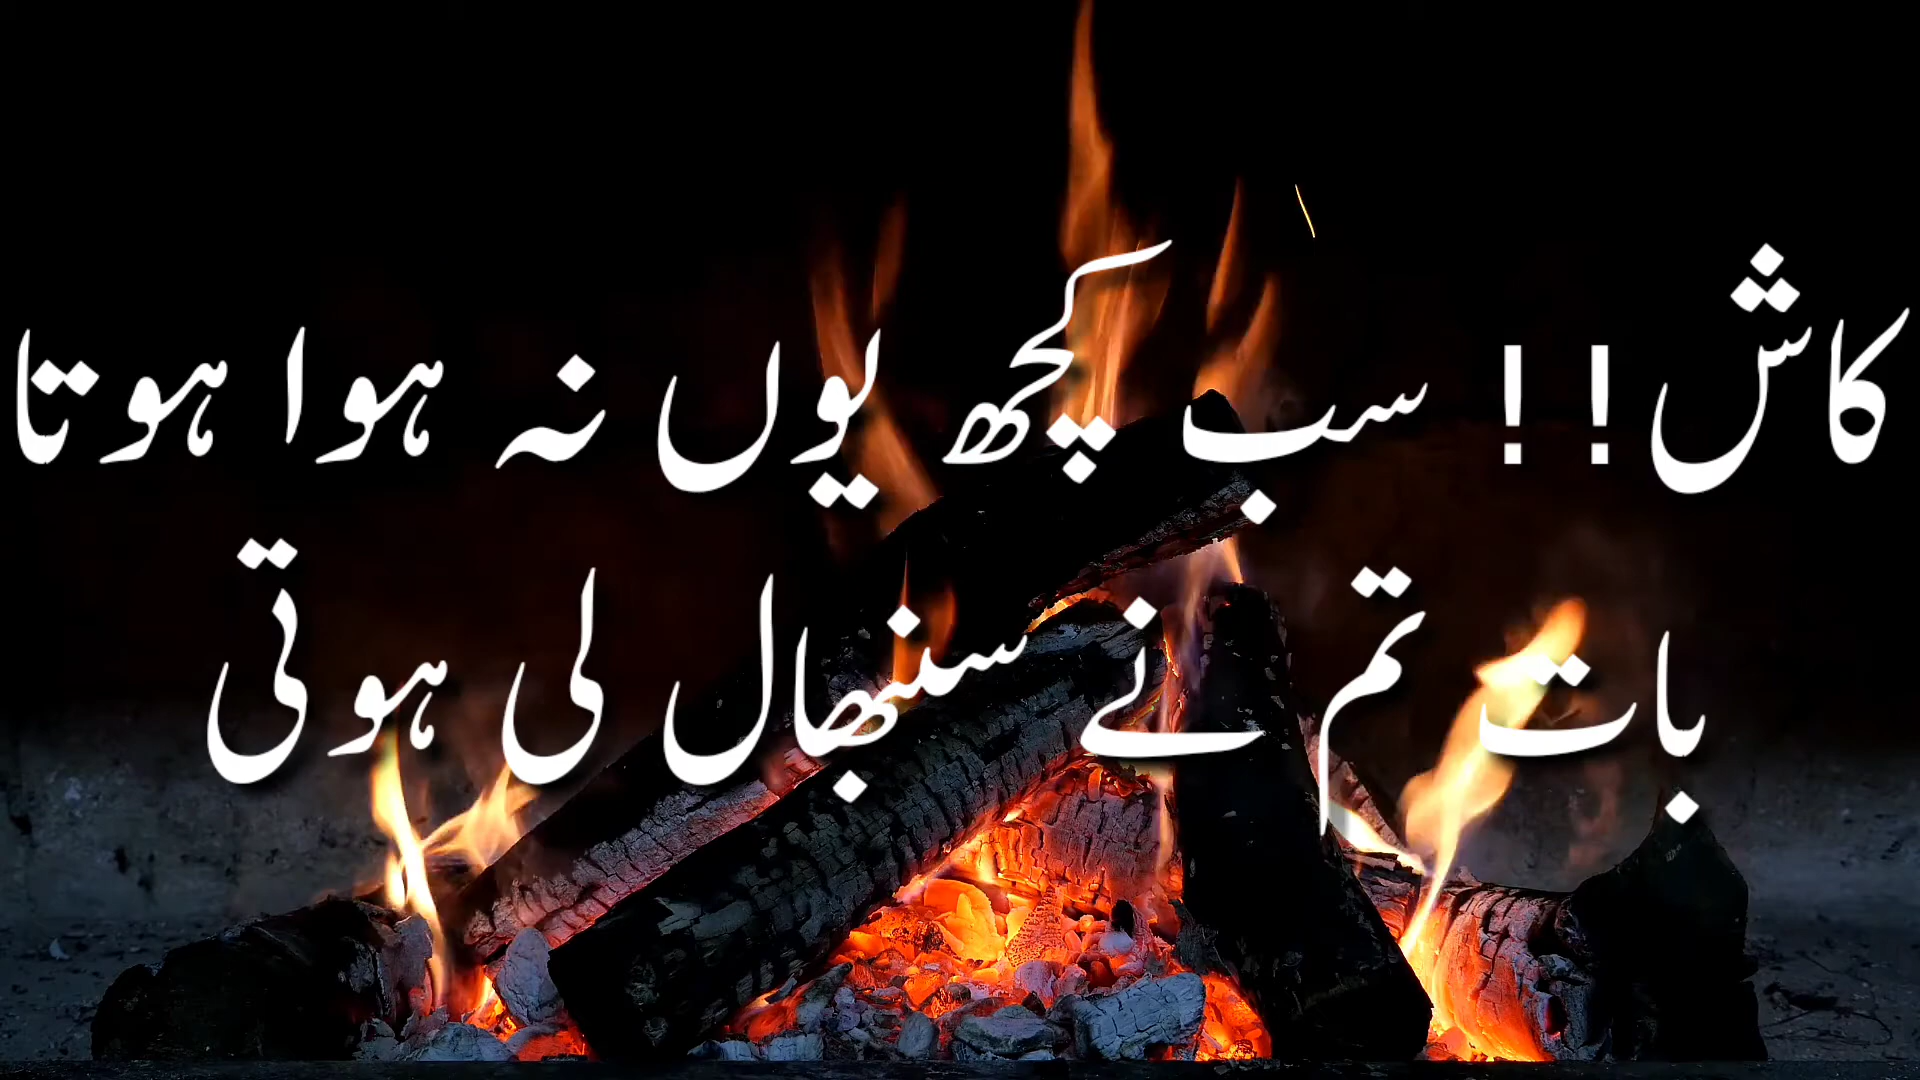 کاش!! سب کچھ یوں نہ ہوا ہوتا
بات تم نے سنبھال لی ہوتی